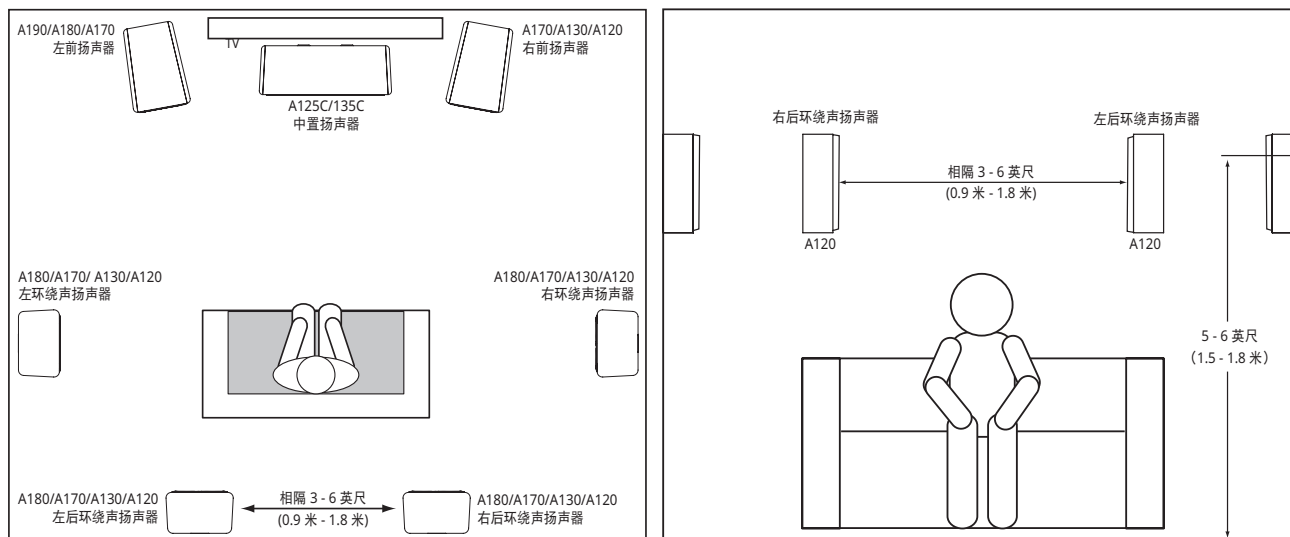 A190/A180/A170
左前扬声器
TV
A170/A130/A120
右前扬声器
A125C/135C
中置扬声器
A180/A170/ A130/A120
左环绕声扬声器
A180/A170/A130/A120
右环绕声扬声器
A180/A170/A130/A120
左后环绕声扬声器
相隔 3 - 6 英尺
(0.9 米 - 1.8 米)
A180/A170/A130/A120
右后环绕声扬声器
右后环绕声扬声器
左后环绕声扬声器
相隔 3 - 6 英尺
(0.9 米 - 1.8 米)
A120
A120
5 - 6 英尺
(1.5 - 1.8 米)